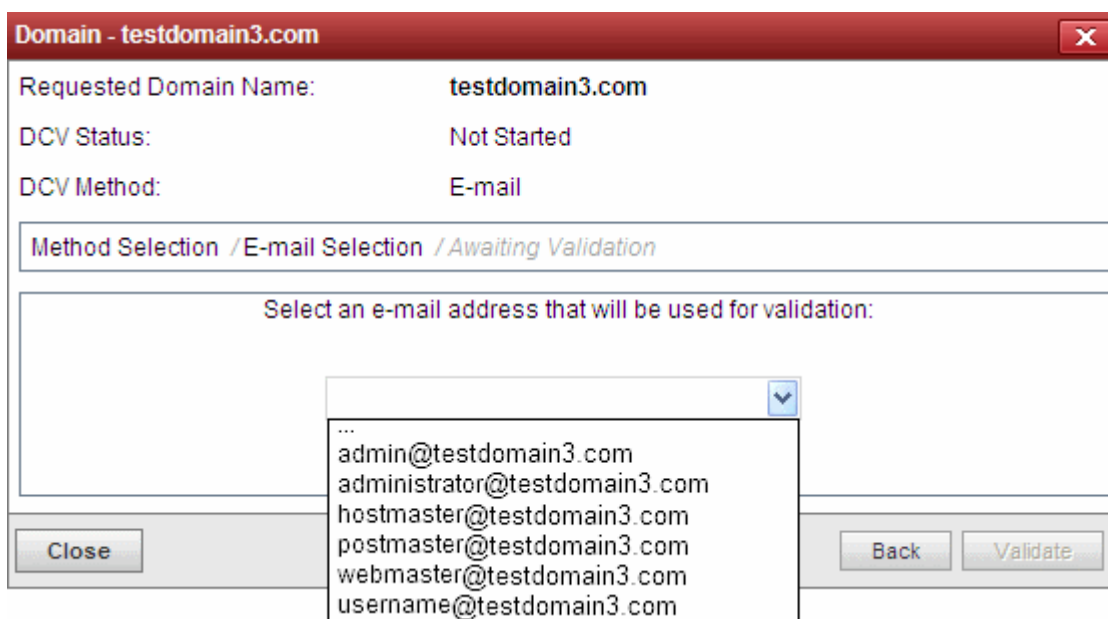 Domain - testdomain3.com
Requested Domain Name: testdomain3.com
DCV Status: Not Started
DCV Method: E-mail
Method Selection / E-mail Selection / Awaiting Validation
Select an e-mail address that will be used for validation:
...
admin@testdomain3.com
administrator@testdomain3.com
hostmaster@testdomain3.com
postmaster@testdomain3.com
webmaster@testdomain3.com
username@testdomain3.com
Close Back Validate